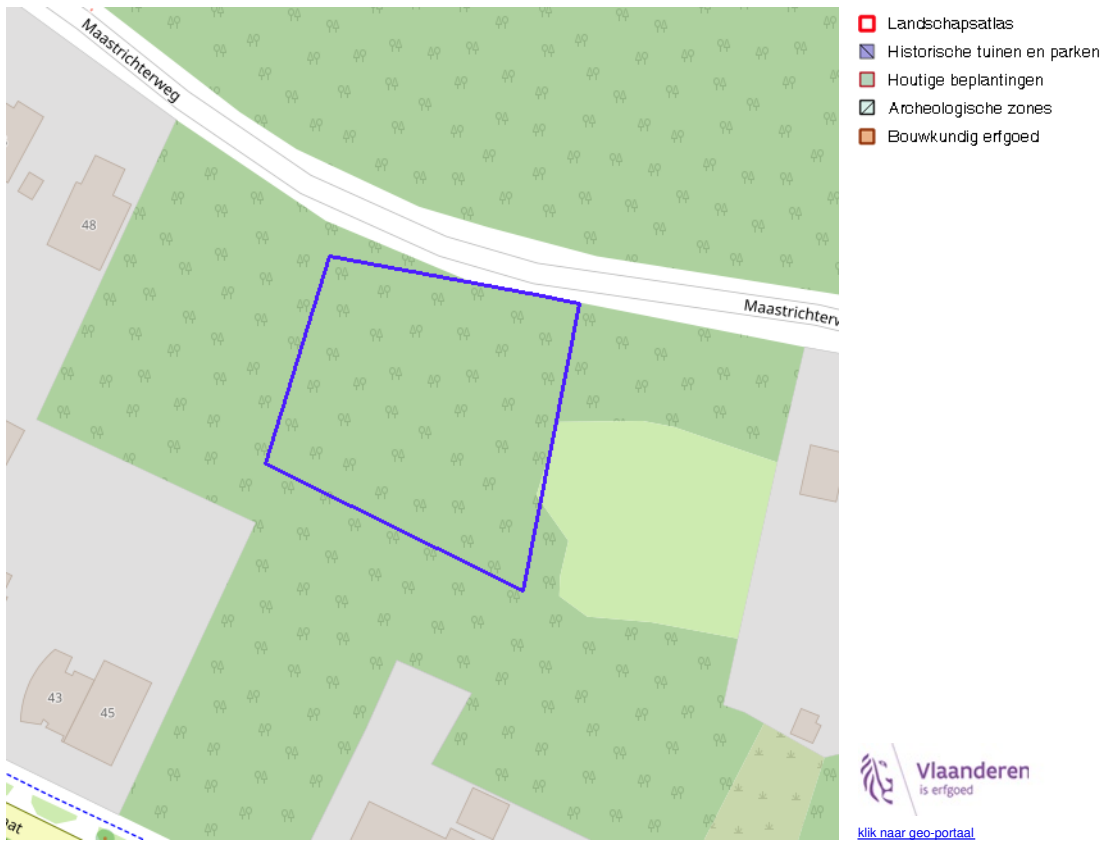 Maastrichterweg
48
Maastrichterw
43
45
aat
Landschapsatlas
Historische tuinen en parken
Houtige beplantingen
Archeologische zones
Bouwkundig erfgoed
Vlaanderen
is erfgoed
klik naar geo-portaal